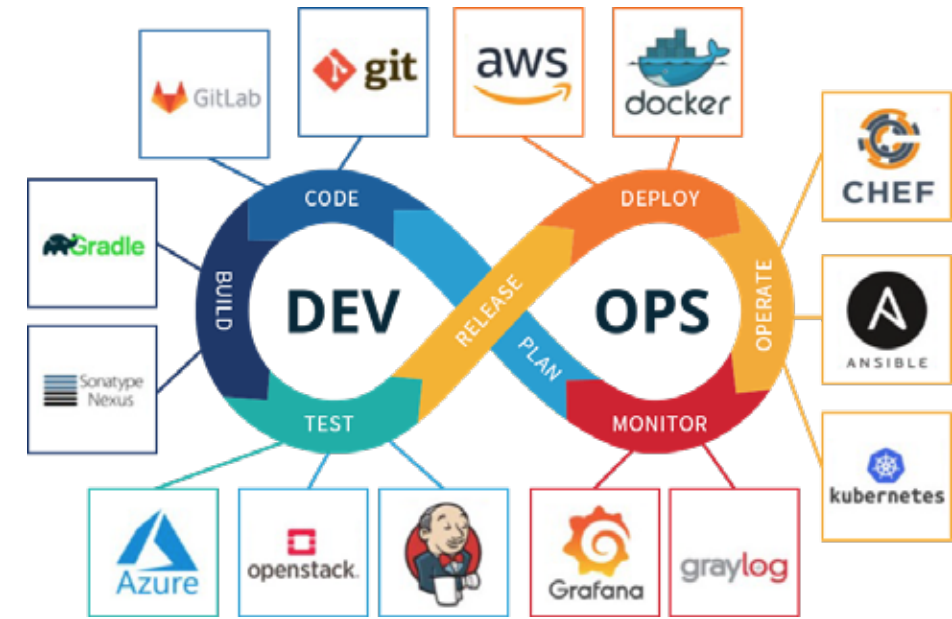 GitLab
git
aws
docker
CHEF
Gradle
CODE
DEPLOY
BUILD
DEV
RELEASE
OPS
OPERATE
PLAN
ANSIBLE
Sonatype
Nexus
TEST
MONITOR
kubernetes
Azure
openstack.
Grafana
graylog